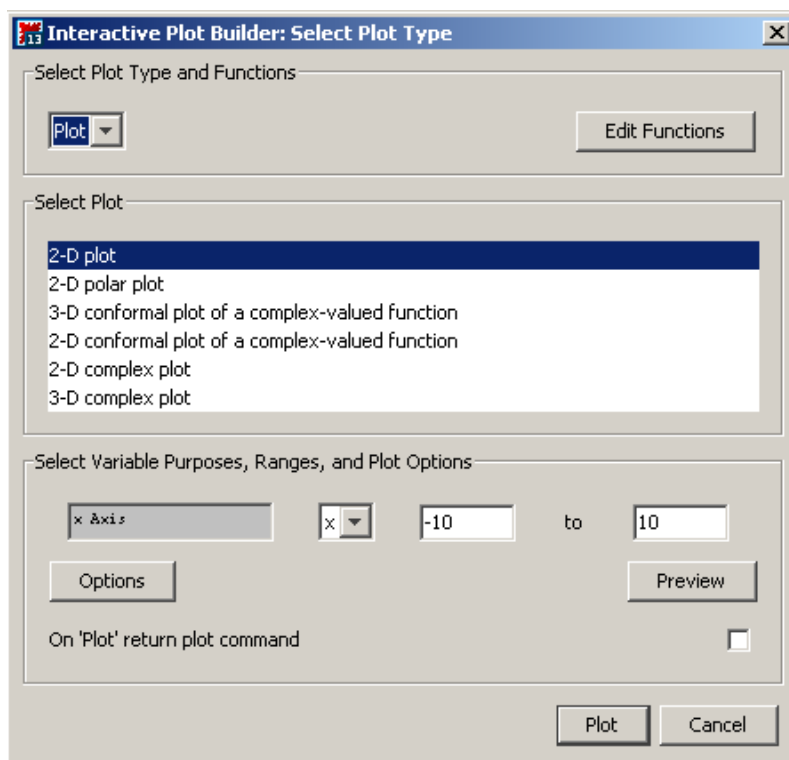 13 Interactive Plot Builder: Select Plot Type
Select Plot Type and Functions
Plot Edit Functions
Select Plot
2-D plot
2-D polar plot
3-D conformal plot of a complex-valued function
2-D conformal plot of a complex-valued function
2-D complex plot
3-D complex plot
Select Variable Purposes, Ranges, and Plot Options
x Axis x -10 to 10
Options Preview
On 'Plot' return plot command
Plot Cancel